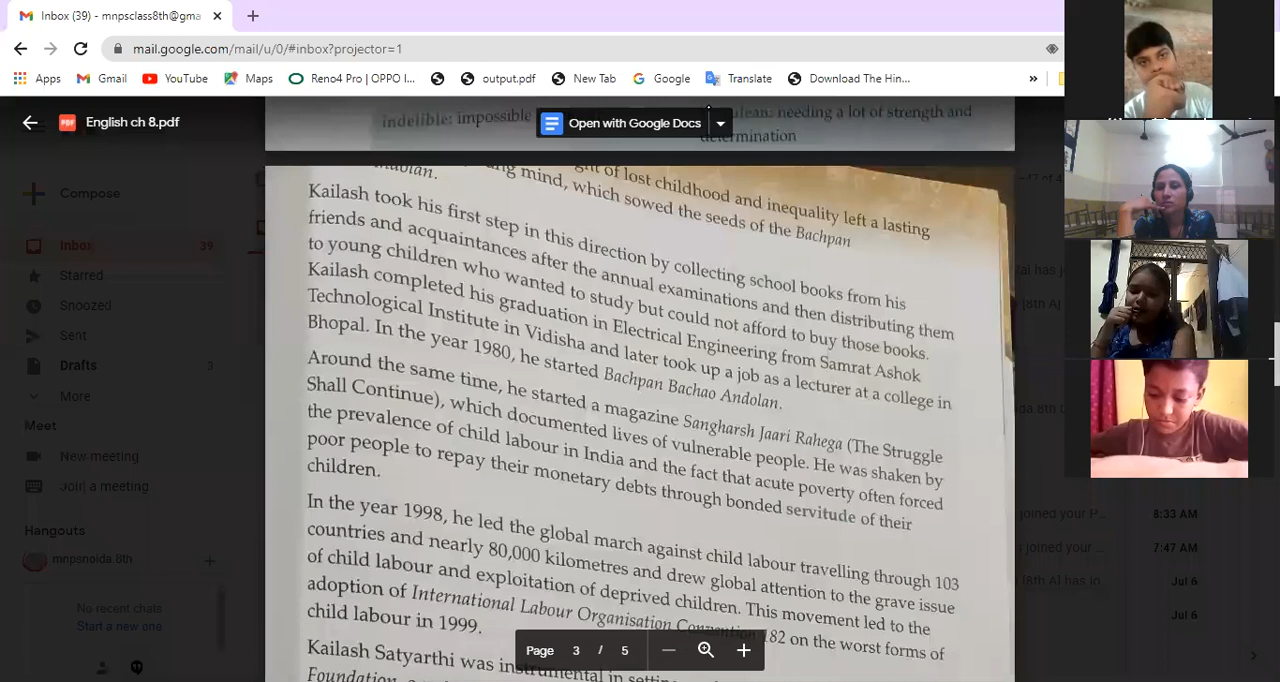 Inbox (39) - mnpsclass8th@gma
mail.google.com/mail/u/0/#inbox?projector=1
Apps Gmail YouTube Maps Reno4 Pro | OPPO I... output.pdf New Tab Google Translate Download The Hin... »
English ch 8.pdf
Open with Google Docs
indelible: impossible
needing a lot of strength and
determination
Compose
Inbox 39
Starred
Snoozed
Sent
Drafts 3
More
Meet
New meeting
Join a meeting
Hangouts
mnpsnoida 8th
No recent chats
Start a new one
of lost childhood and inequality left a lasting
mind, which sowed the seeds of the Bachpan
Kailash took his first step in this direction by collecting school books from his
friends and acquaintances after the annual examinations and then distributing them
to young children who wanted to study but could not afford to buy those books.
Kailash completed his graduation in Electrical Engineering from Samrat Ashok
Technological Institute in Vidisha and later took up a job as a lecturer at a college in
Bhopal. In the year 1980, he started Bachpan Bachao Andolan.
Around the same time, he started a magazine Sangharsh Jaari Rahega (The Struggle
Shall Continue), which documented lives of vulnerable people. He was shaken by
the prevalence of child labour in India and the fact that acute poverty often forced
poor people to repay their monetary debts through bonded servitude of their
children.
In the year 1998, he led the global march against child labour travelling through 103
countries and nearly 80,000 kilometres and drew global attention to the grave issue
of child labour and exploitation of deprived children. This movement led to the
adoption of International Labour Organisation Convention 182 on the worst forms of
child labour in 1999.
Kailash Satyarthi was instrumental in
Foundation
Page 3 / 5
joined your P...
8:33 AM
joined your ...
7:47 AM
[8th A] has in
Jul 6
Jul 6